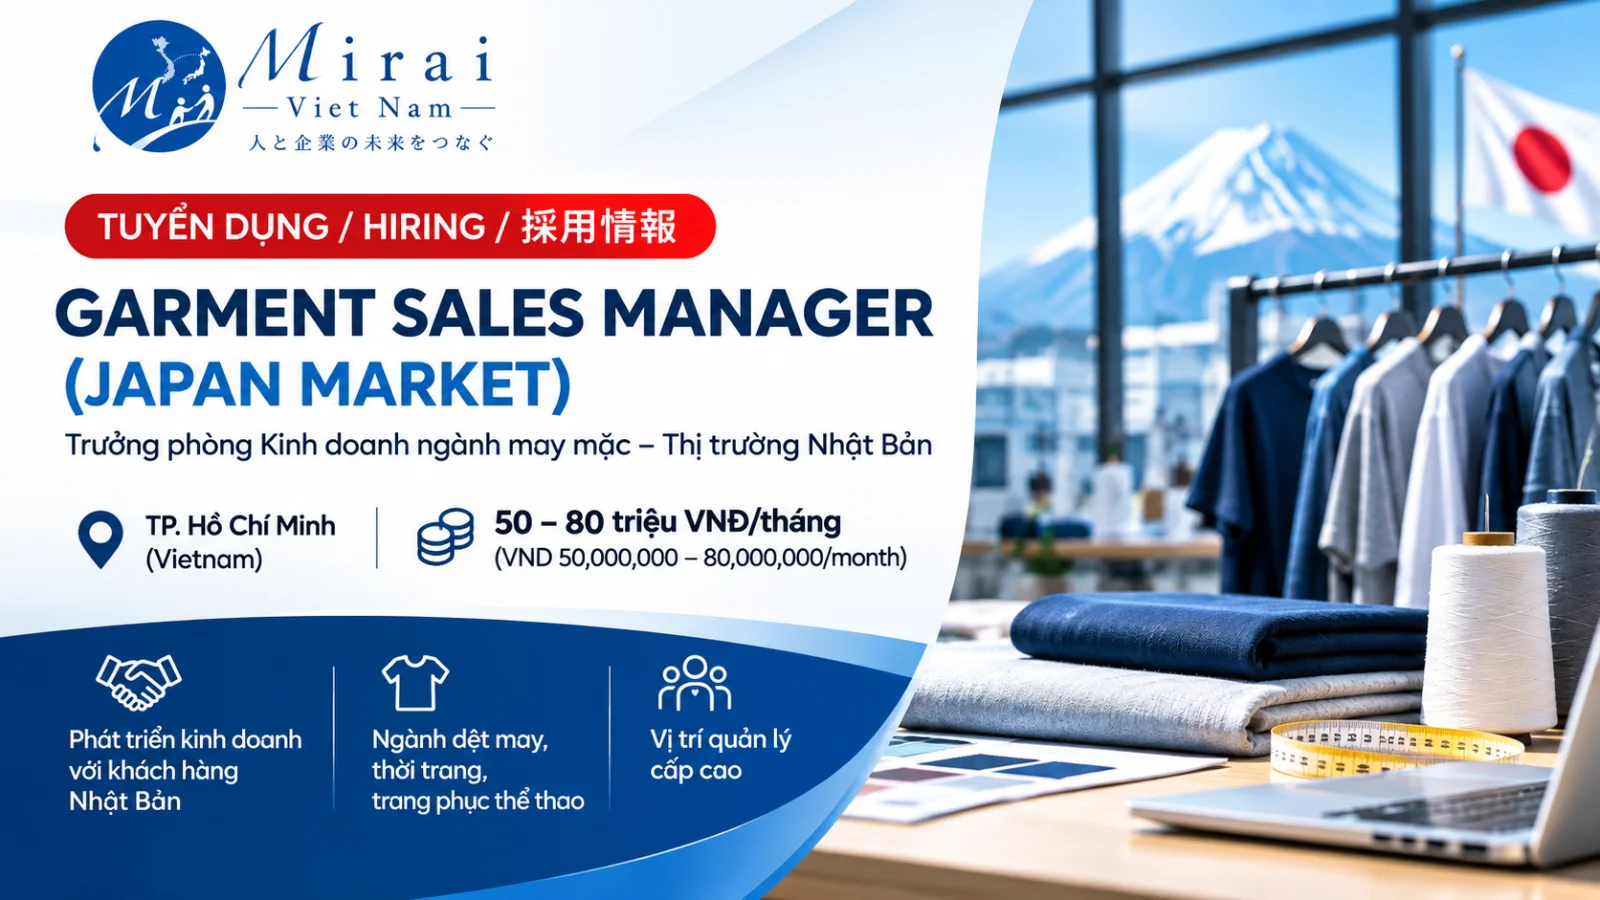 Mirai
Viet Nam
人と企業の未来をつなぐ
TUYỂN DỤNG / HIRING / 採用情報
GARMENT SALES MANAGER
(JAPAN MARKET)
Trưởng phòng Kinh doanh ngành may mặc – Thị trường Nhật Bản
TP. Hồ Chí Minh
(Vietnam)
50 – 80 triệu VNĐ/tháng
(VND 50,000,000 – 80,000,000/month)
Phát triển kinh doanh
với khách hàng
Nhật Bản
Ngành dệt may,
thời trang,
trang phục thể thao
Vị trí quản lý
cấp cao